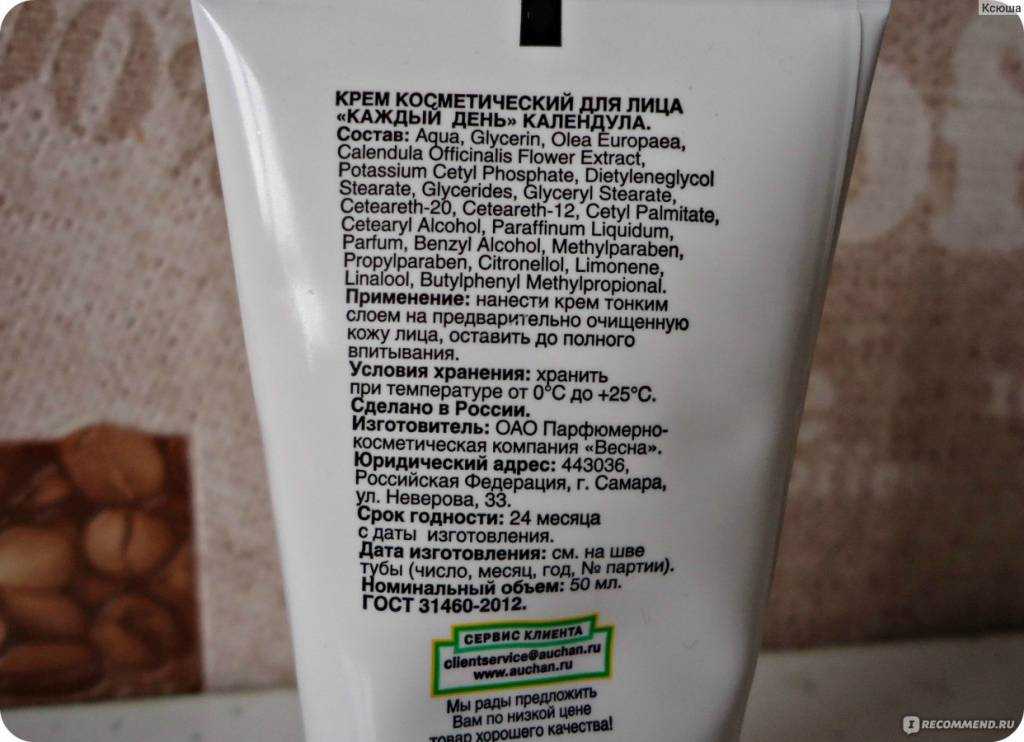 Ксюша
КРЕМ КОСМЕТИЧЕСКИЙ ДЛЯ ЛИЦА
«КАЖДЫЙ ДЕНЬ» КАЛЕНДУЛА.
Состав: Aqua, Glycerin, Olea Europaea,
Calendula Officinalis Flower Extract,
Potassium Cetyl Phosphate, Dietyleneglycol
Stearate, Glycerides, Glyceryl Stearate,
Ceteareth-20, Ceteareth-12, Cetyl Palmitate,
Cetearyl Alcohol, Paraffinum Liquidum,
Parfum, Benzyl Alcohol, Methylparaben,
Propylparaben, Citronellol, Limonene,
Linalool, Butylphenyl Methylpropional.
Применение: нанести крем тонким
слоем на предварительно очищенную
кожу лица, оставить до полного
впитывания.
Условия хранения: хранить
при температуре от 0°С до +25°С.
Сделано в России.
Изготовитель: ОАО Парфюмерно-
косметическая компания «Весна».
Юридический адрес: 443036,
Российская Федерация, г. Самара,
ул. Неверова, 33.
Срок годности: 24 месяца
с даты изготовления.
Дата изготовления: см. на шве
тубы (число, месяц, год, № партии).
Номинальный объем: 50 мл.
ГОСТ 31460-2012.
СЕРВИС КЛИЕНТА
clientservice@auchan.ru
www.auchan.ru
Мы рады предложить
Вам по низкой цене
товар хорошего качества!
IRECOMMEND.RU